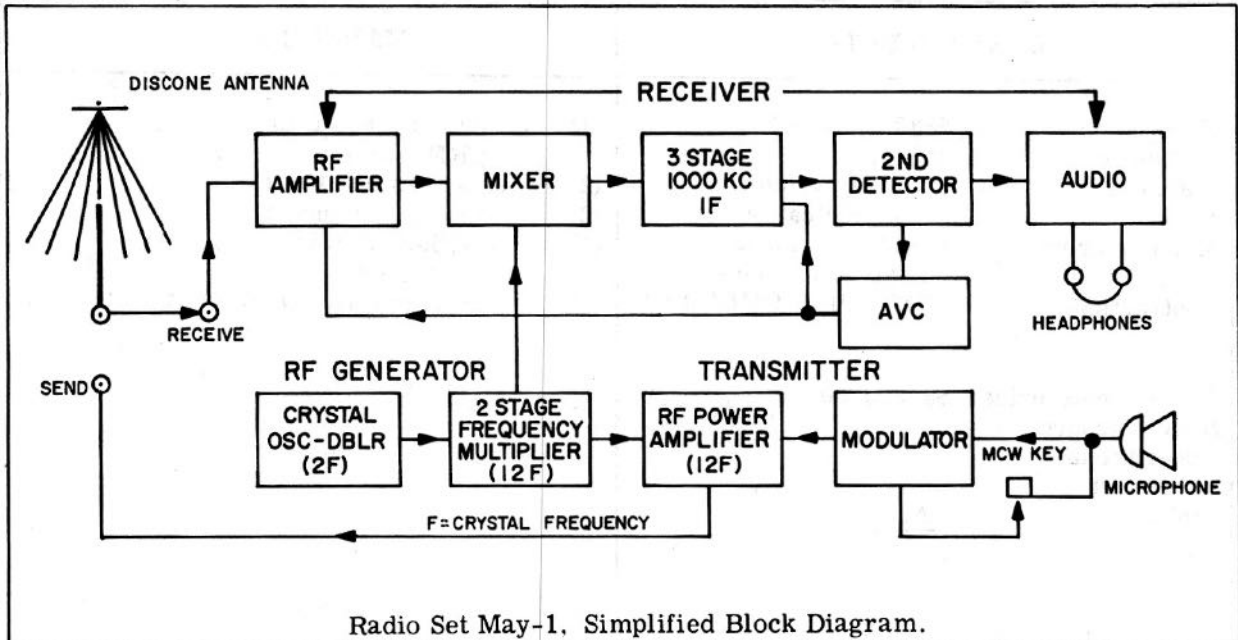 DISCONE ANTENNA
RECEIVER
RF
AMPLIFIER
MIXER
3 STAGE
1000 KC
IF
2ND
DETECTOR
AUDIO
RECEIVE
AVC
HEADPHONES
SEND
RF GENERATOR
TRANSMITTER
CRYSTAL
OSC-DBLR
(2F)
2 STAGE
FREQUENCY
MULTIPLIER
(12F)
RF POWER
AMPLIFIER
(12F)
MODULATOR
MCW KEY
MICROPHONE
F=CRYSTAL FREQUENCY
Radio Set May-1, Simplified Block Diagram.